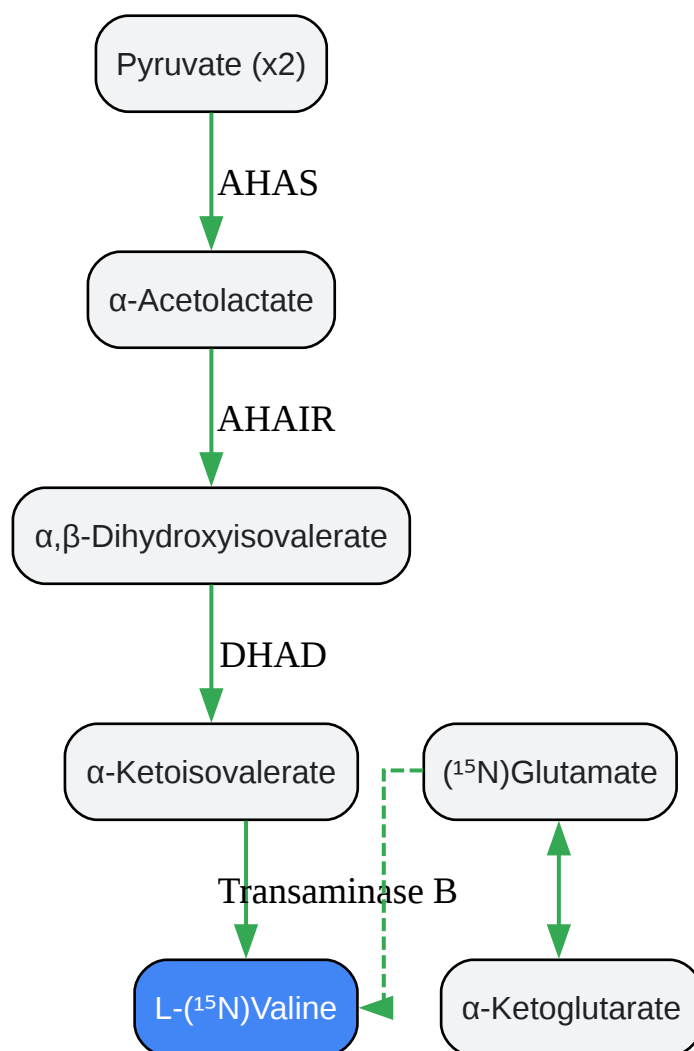 Pyruvate (x2)
AHAS
α-Acetolactate
AHAIR
α,β-Dihydroxyisovalerate
DHAD
α-Ketoisovalerate
(¹⁵N)Glutamate
Transaminase B
L-(¹⁵N)Valine
α-Ketoglutarate